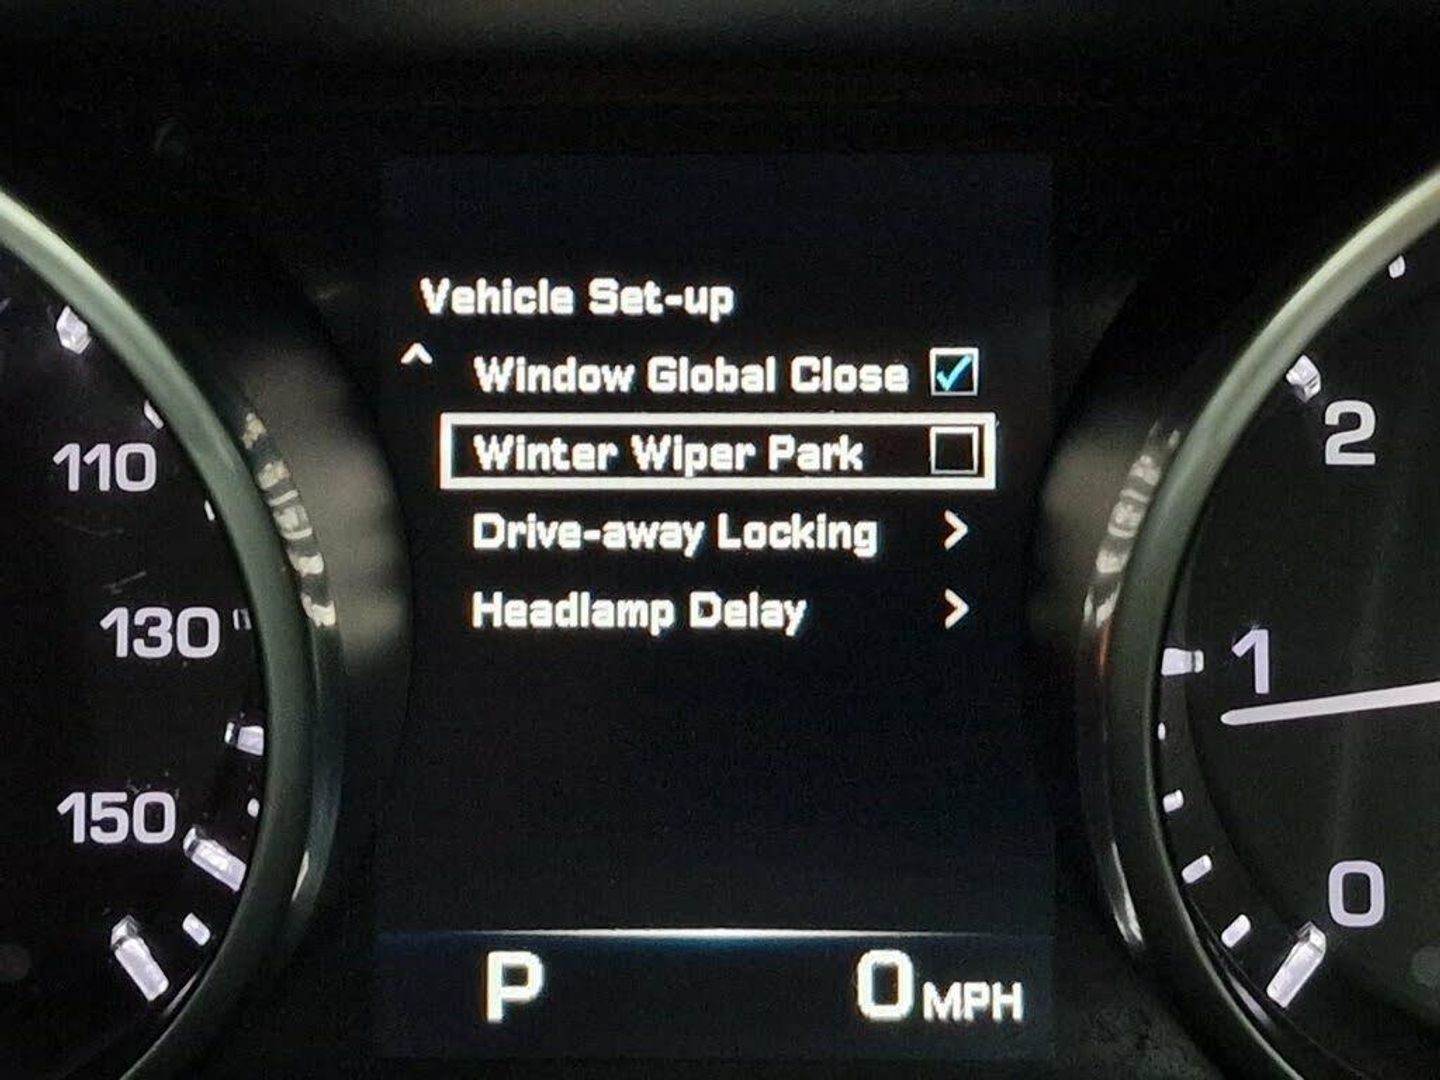 Vehicle Set-up
Window Global Close
Winter Wiper Park
Drive-away Locking
Headlamp Delay
110
130
150
2
1
0
P
0 MPH